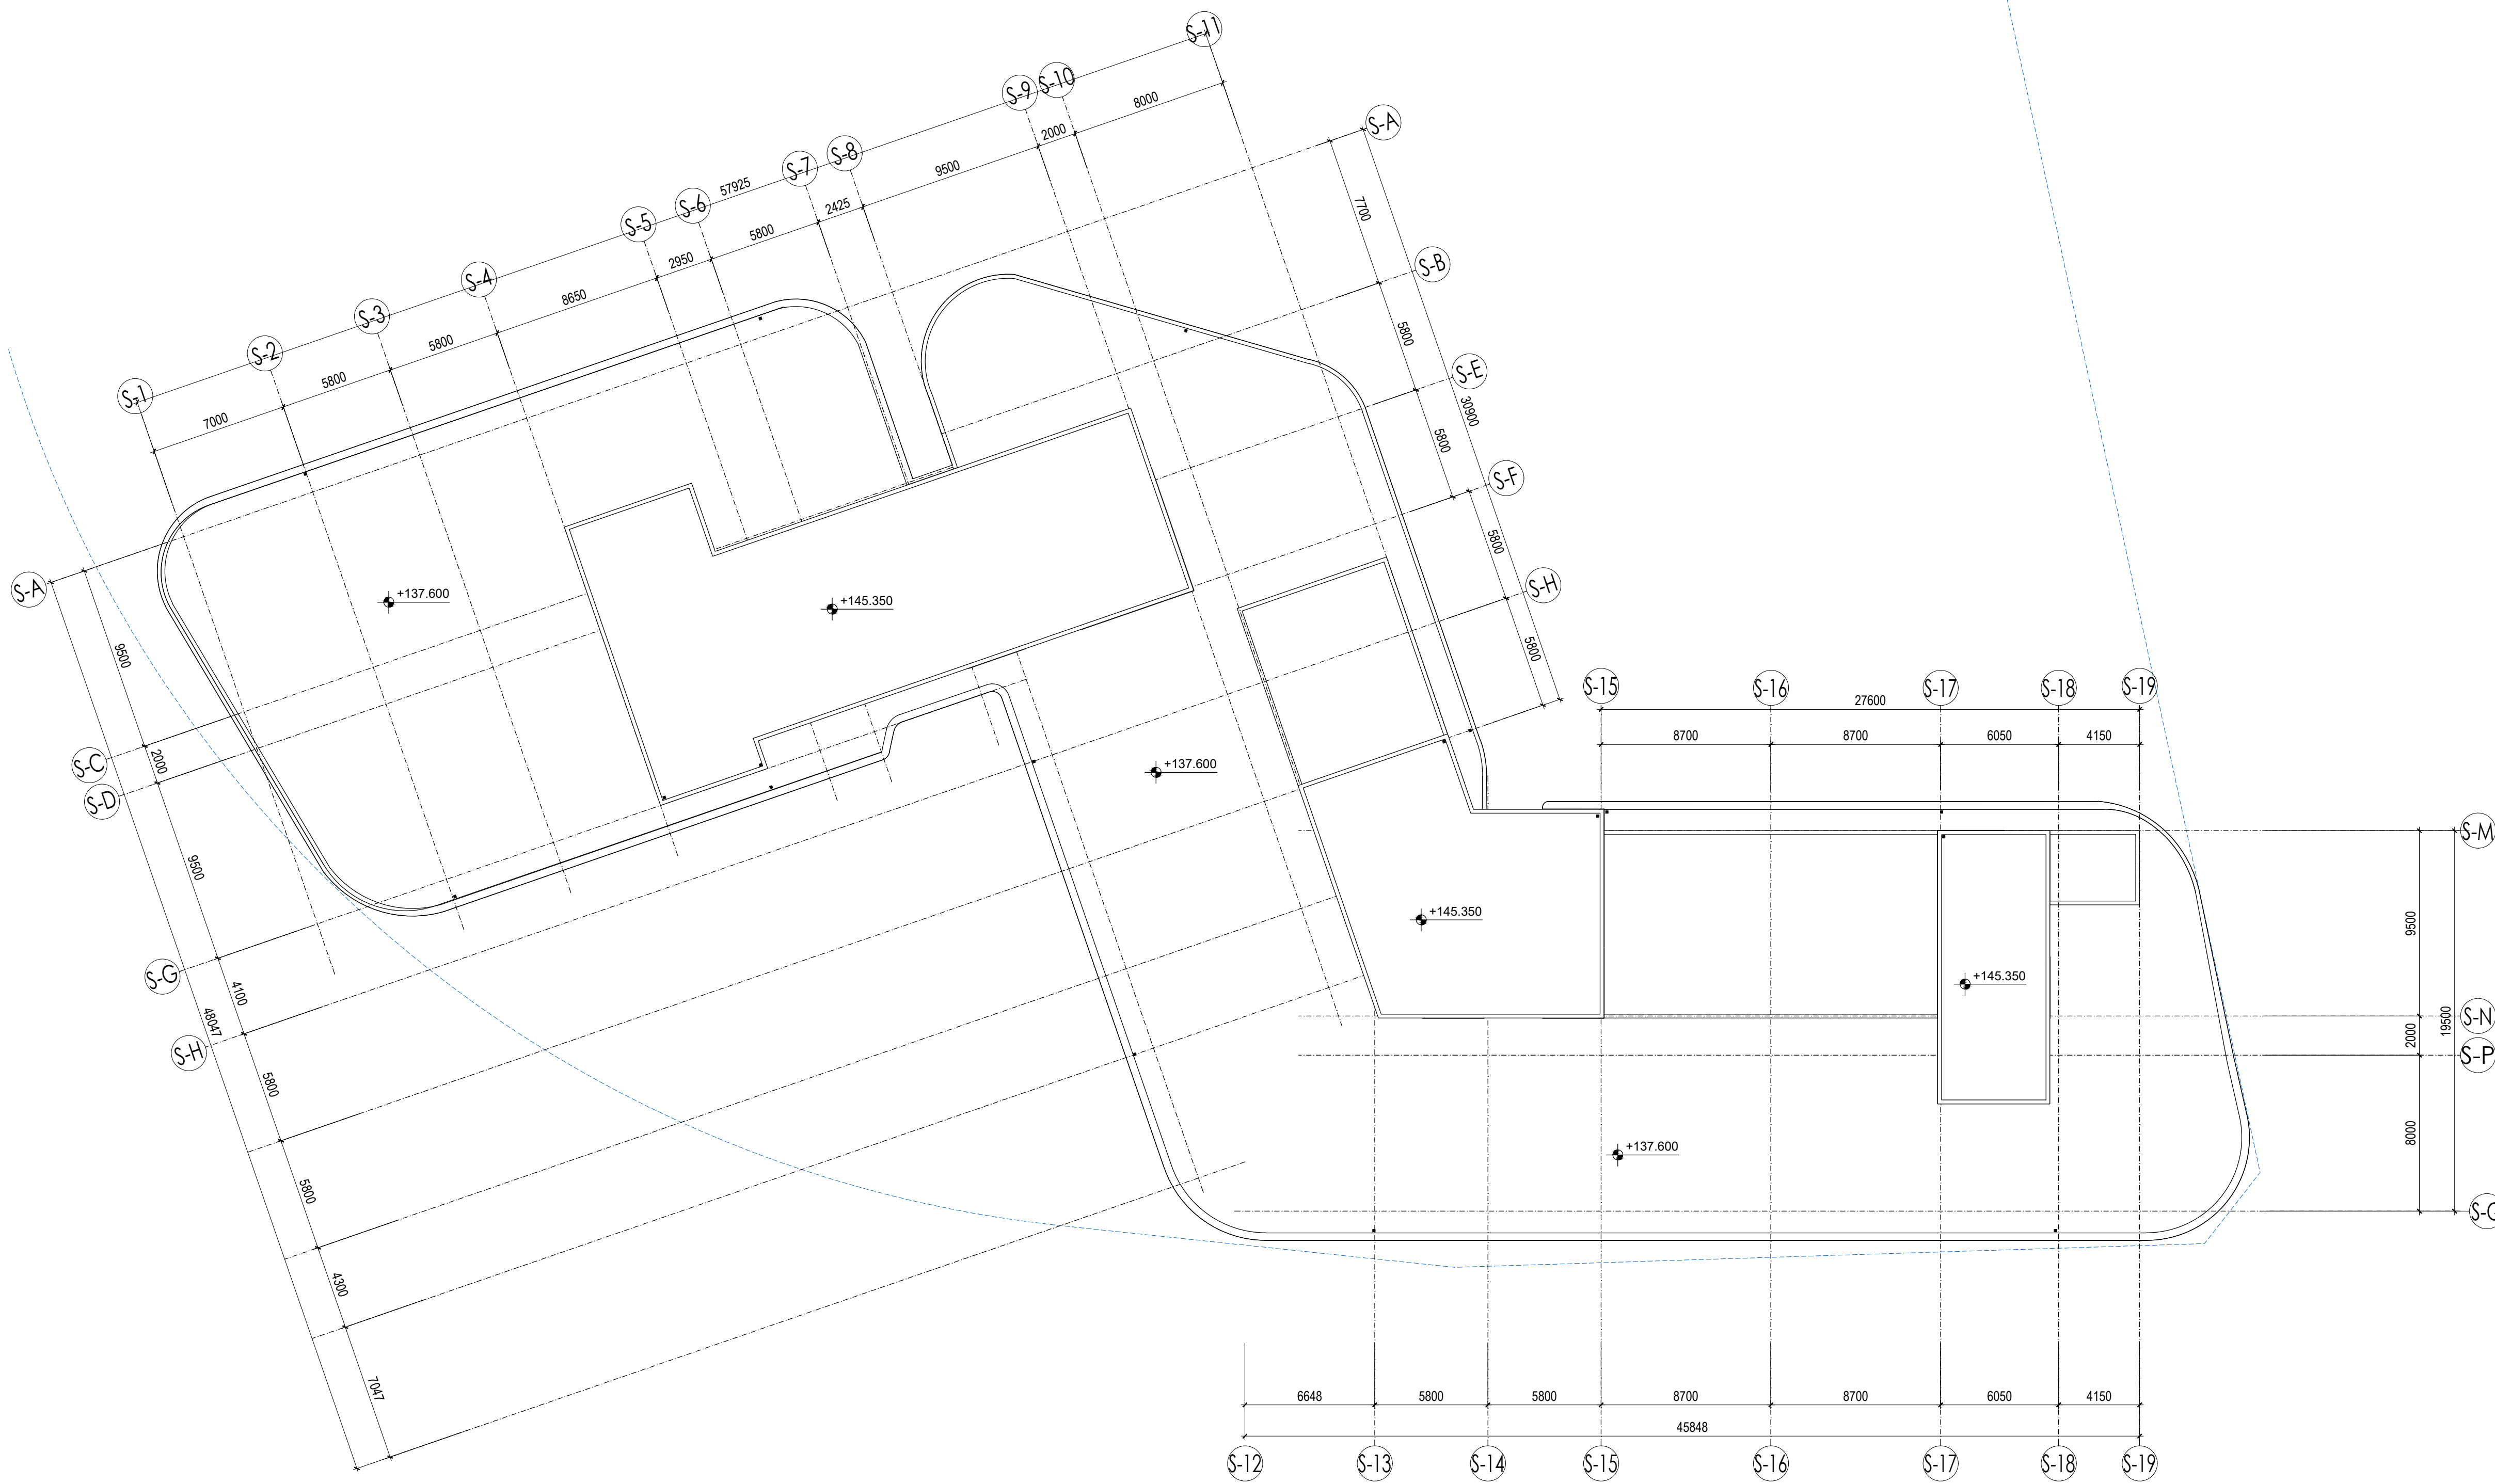 S-11
S-10
S-9
8000
2000
S-A
S-8
S-7
9500
57925
7700
S-6
2425
S-5
5800
S-B
2950
S-4
8650
5800
S-3
5800
S-E
S-2
5800
30900
S-1
7000
5800
S-F
5800
S-H
S-A
+137.600
+145.350
9500
5800
S-15
S-16
S-17
S-18
S-19
27600
8700
8700
6050
4150
S-C
2000
+137.600
S-D
S-M
9500
+145.350
9500
S-G
+145.350
4100
S-N
48047
19500
2000
S-H
S-P
5800
8000
+137.600
5800
4300
7047
6648
5800
5800
8700
8700
6050
4150
45848
S-12
S-13
S-14
S-15
S-16
S-17
S-18
S-19